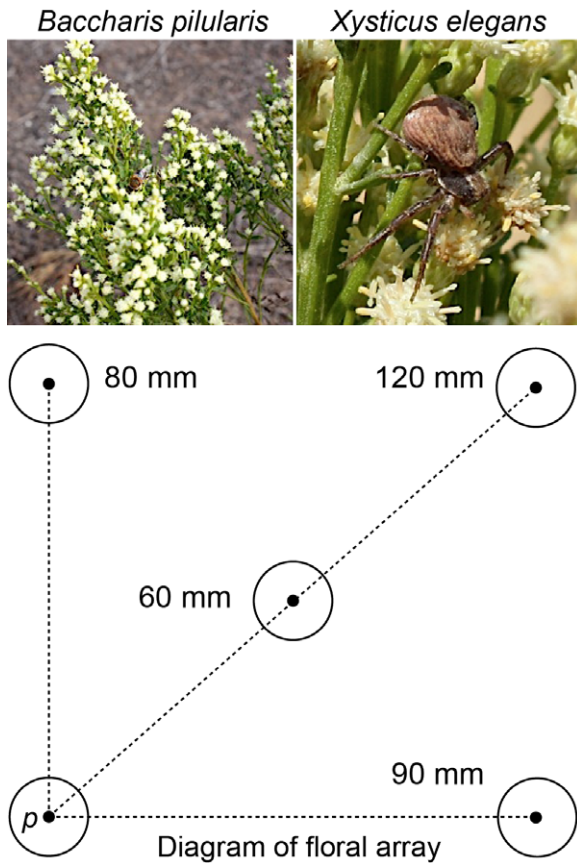 Baccharis pilularis
Xysticus elegans
80 mm
120 mm
60 mm
90 mm
p
Diagram of floral array